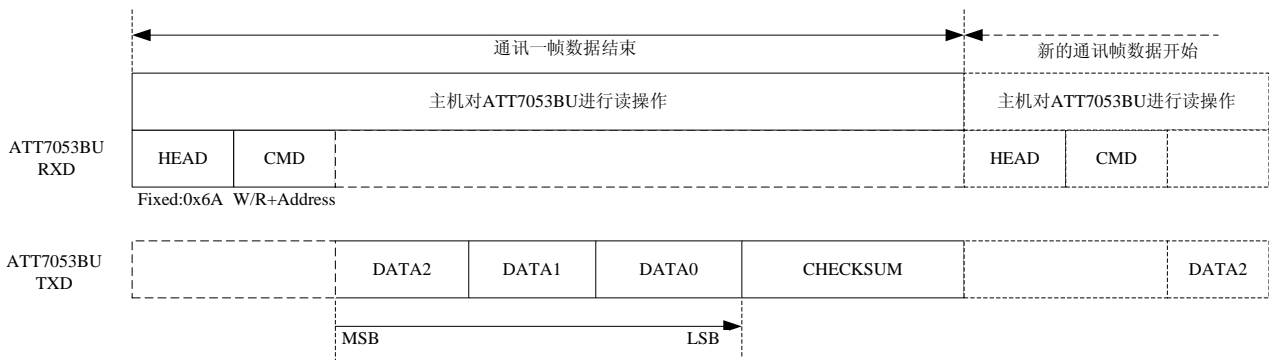 通讯一帧数据结束
新的通讯帧数据开始
主机对ATT7053BU进行读操作
主机对ATT7053BU进行读操作
ATT7053BU
RXD
HEAD
CMD
HEAD
CMD
Fixed:0x6A
W/R+Address
ATT7053BU
TXD
DATA2
DATA1
DATA0
CHECKSUM
DATA2
MSB
LSB